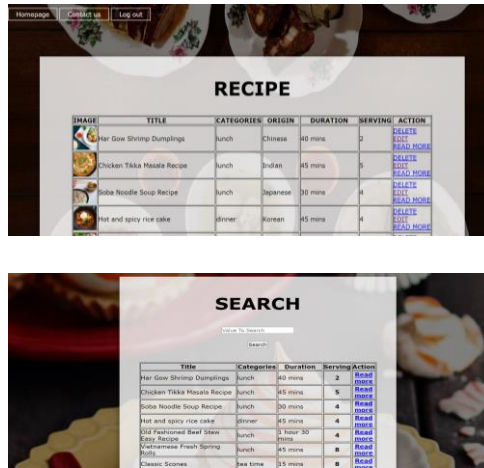 Homepage Contact us Log out
RECIPE
IMAGE TITLE CATEGORIES ORIGIN DURATION SERVING ACTION
Har Gow Shrimp Dumplings lunch Chinese 40 mins 2 DELETE
EDIT
READ MORE
Chicken Tikka Masala Recipe lunch Indian 45 mins 5 DELETE
EDIT
READ MORE
Soba Noodle Soup Recipe lunch Japanese 30 mins 4 DELETE
EDIT
READ MORE
Hot and spicy rice cake dinner Korean 45 mins 4 DELETE
EDIT
READ MORE
DELETE
EDIT
SEARCH
Value To Search
Search
Title Categories Duration Serving Action
Har Gow Shrimp Dumplings lunch 40 mins 2 Read more
Chicken Tikka Masala Recipe lunch 45 mins 5 Read more
Soba Noodle Soup Recipe lunch 30 mins 4 Read more
Hot and spicy rice cake dinner 45 mins 4 Read more
Old Fashioned Beef Stew Easy Recipe lunch 1 hour 30 mins 4 Read more
Vietnamese Fresh Spring Rolls lunch 45 mins 8 Read more
Classic Scones tea time 15 mins 8 Read more